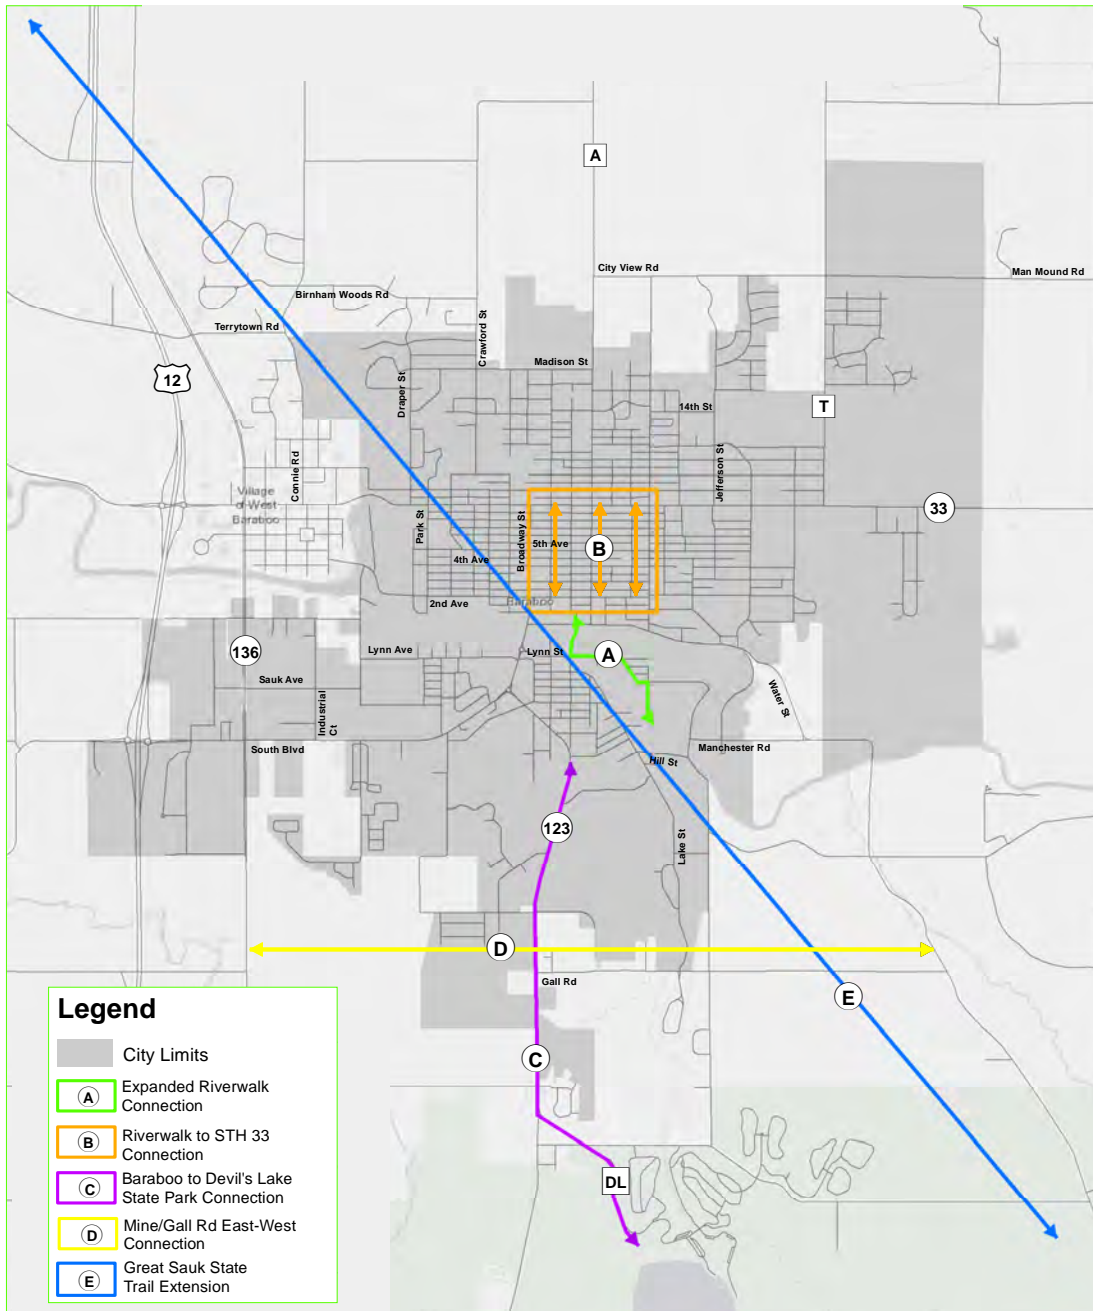 A
City View Rd
Man Mound Rd
Birnham Woods Rd
Terrytown Rd
Crawford St
Madison St
12
Draper St
14th St
T
Jefferson St
Connie Rd
Village
of West
Baraboo
33
Park St
Broadway St
5th Ave
B
4th Ave
2nd Ave
Baraboo
136
Lynn Ave
Lynn St
A
Sauk Ave
Water St
Industrial
Ct
South Blvd
Manchester Rd
Hill St
123
Lake St
D
Gall Rd
E
C
DL
Legend
City Limits
A
Expanded Riverwalk
Connection
B
Riverwalk to STH 33
Connection
C
Baraboo to Devil's Lake
State Park Connection
D
Mine/Gall Rd East-West
Connection
E
Great Sauk State
Trail Extension